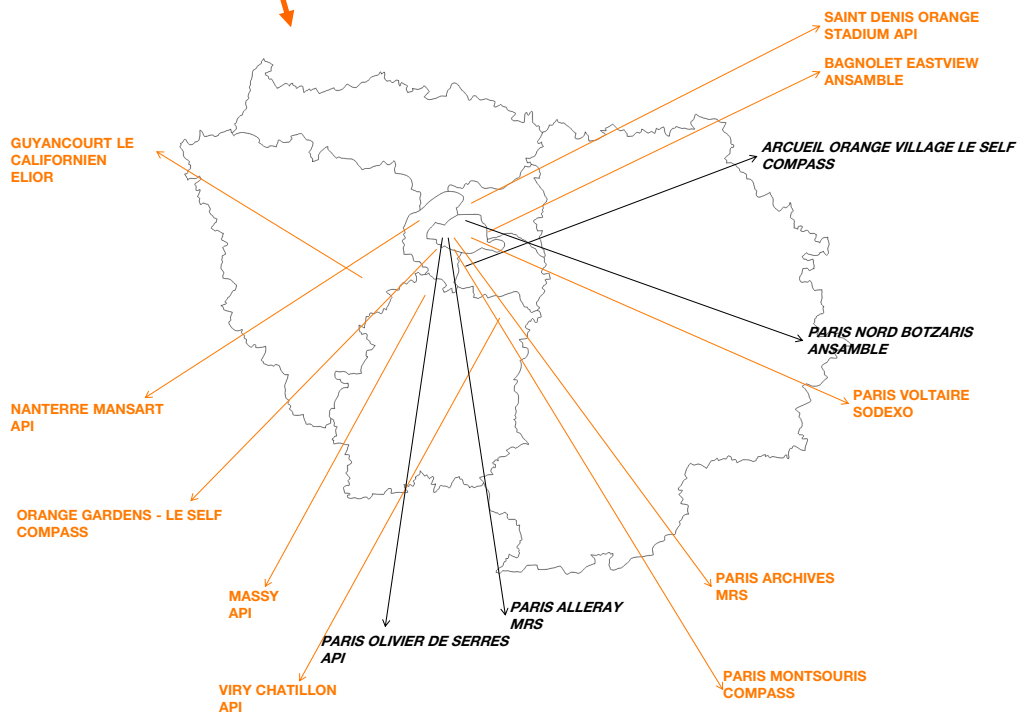 SAINT DENIS ORANGE
STADIUM API
BAGNOLET EASTVIEW
ANSAMBLE
GUYANCOURT LE
CALIFORNIEN
ELIOR
ARCUEIL ORANGE VILLAGE LE SELF
COMPASS
PARIS NORD BOTZARIS
ANSAMBLE
PARIS VOLTAIRE
SODEXO
NANTERRE MANSART
API
ORANGE GARDENS - LE SELF
COMPASS
MASSY
API
PARIS ARCHIVES
MRS
PARIS ALLERAY
MRS
PARIS OLIVIER DE SERRES
API
VIRY CHATILLON
API
PARIS MONTSOURIS
COMPASS